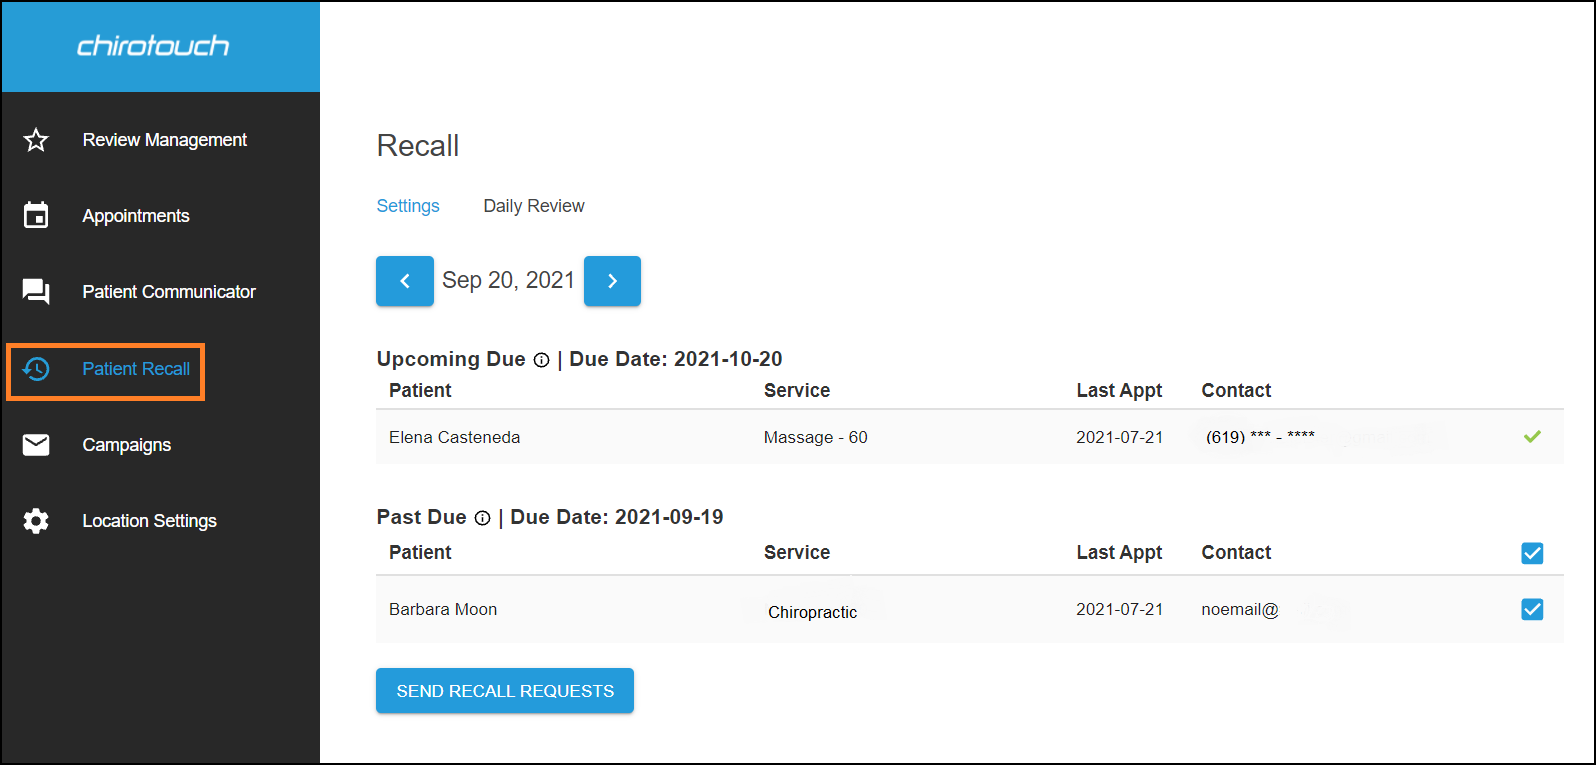 chirotouch
Review Management
Appointments
Patient Communicator
Patient Recall
Campaigns
Location Settings
Recall
Settings Daily Review
Sep 20, 2021
Upcoming Due | Due Date: 2021-10-20
Patient Service Last Appt Contact
Elena Casteneda Massage - 60 2021-07-21 (619) *** - ****
Past Due | Due Date: 2021-09-19
Patient Service Last Appt Contact
Barbara Moon Chiropractic 2021-07-21 noemail@
SEND RECALL REQUESTS